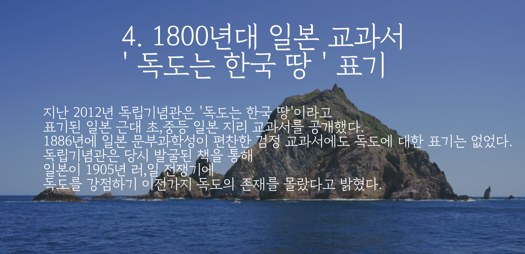 4. 1800년대 일본 교과서
' 독도는 한국 땅 ' 표기
지난 2012년 독립기념관은 '독도는 한국 땅'이라고
표기된 일본 근대 초,중등 일본 지리 교과서를 공개했다.
1886년에 일본 문부과학성이 편찬한 검정 교과서에도 독도에 대한 표기는 없었다.
독립기념관은 당시 발굴된 책을 통해
일본이 1905년 러,일 전쟁기에
독도를 강점하기 이전가지 독도의 존재를 몰랐다고 밝혔다.